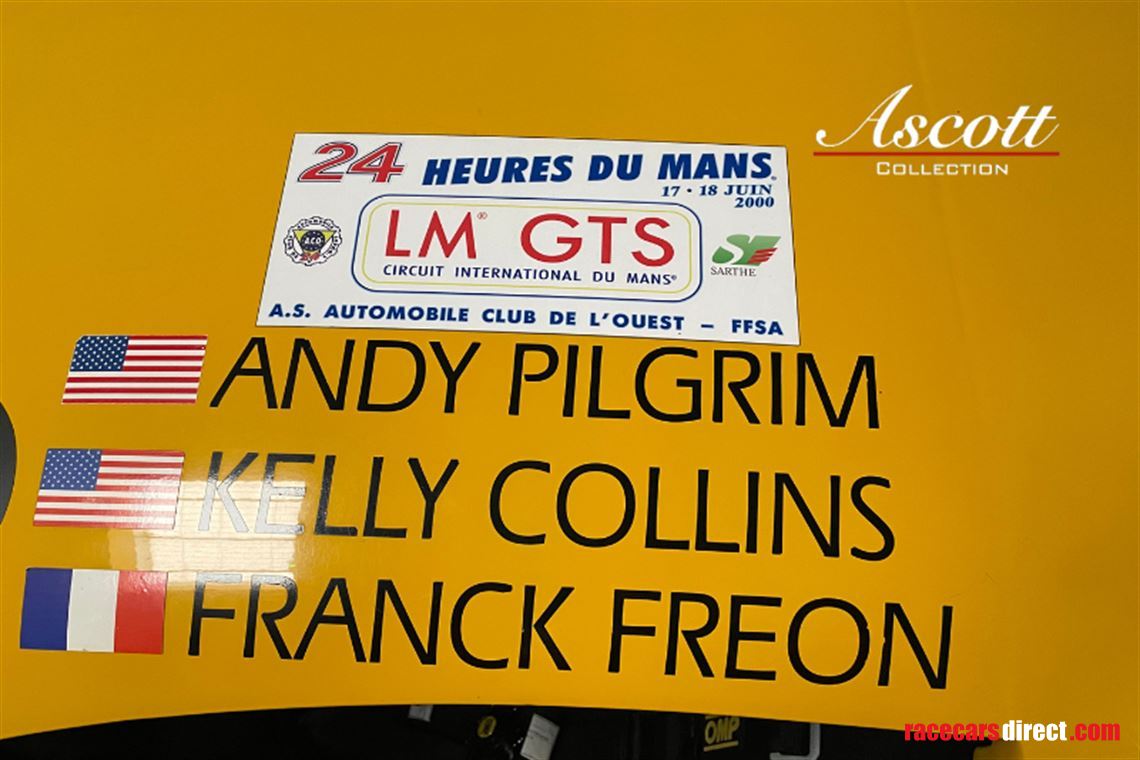 Ascott
COLLECTION
24 HEURES DU MANS
17 • 18 JUIN
2000
LM® GTS
CIRCUIT INTERNATIONAL DU MANS®
ACO
SARTHE
A.S. AUTOMOBILE CLUB DE L'OUEST – FFSA
ANDY PILGRIM
KELLY COLLINS
FRANCK FREON
OMP
racecarsdirect.com